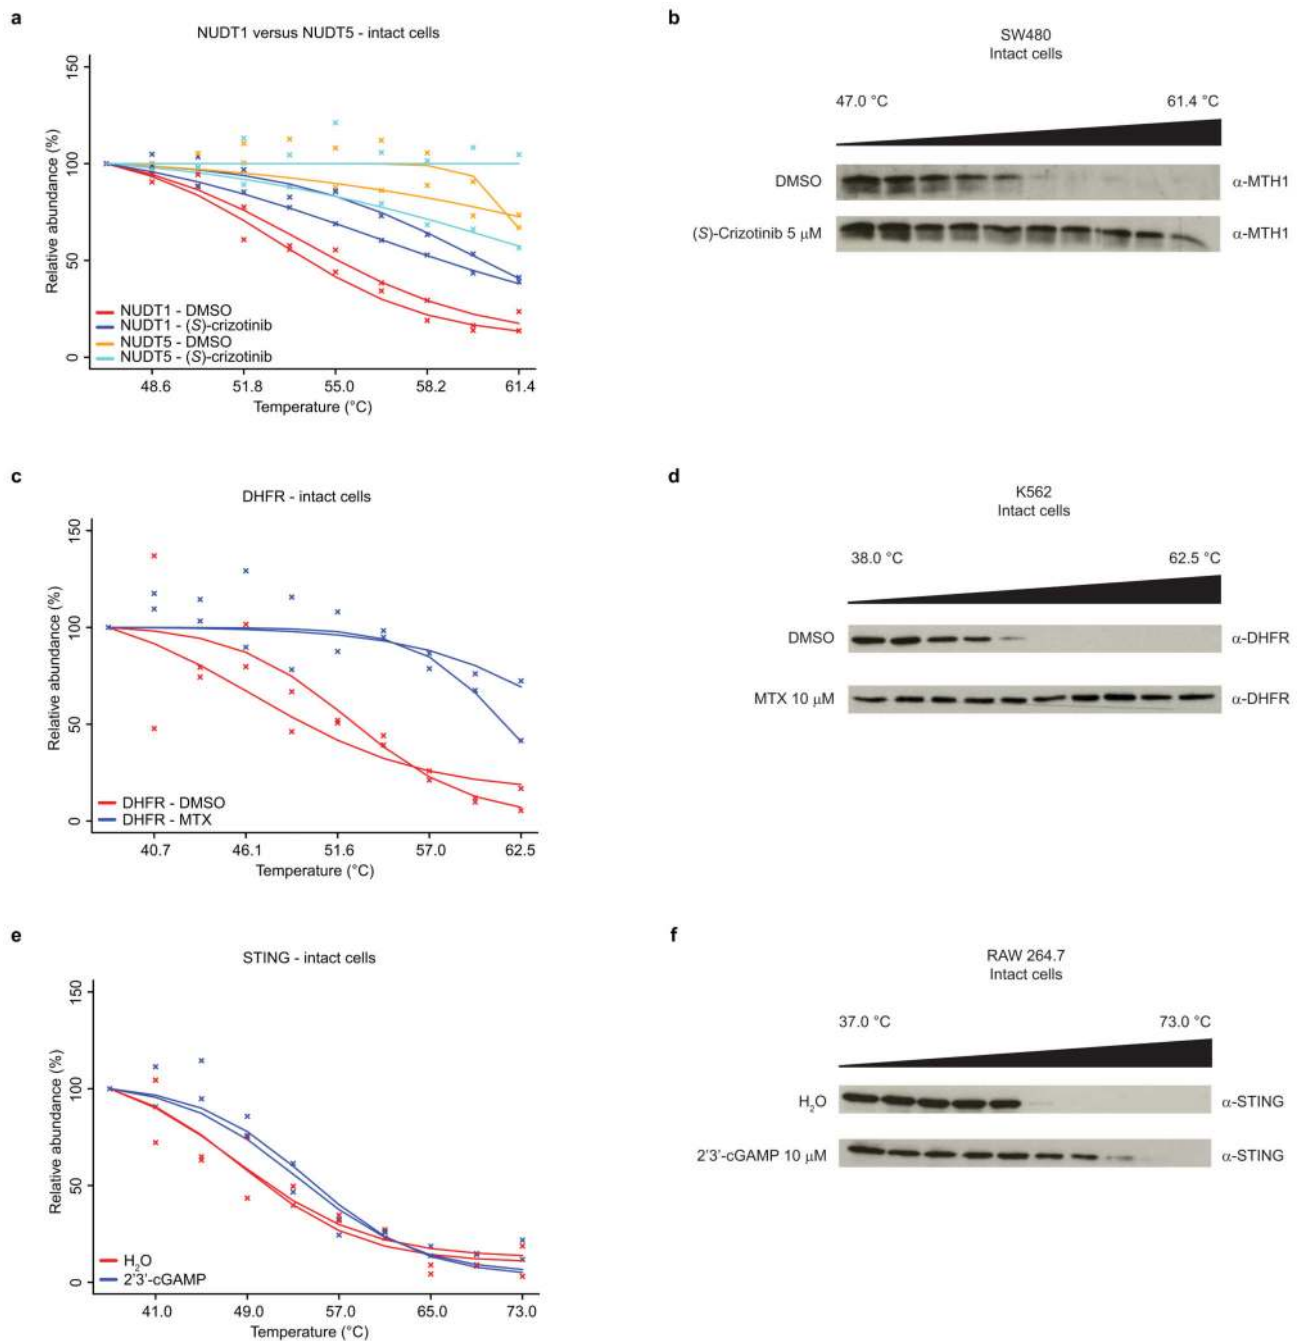 a
NUDT1 versus NUDT5 - intact cells
Relative abundance (%)
150
100
50
0
NUDT1 - DMSO
NUDT1 - (S)-crizotinib
NUDT5 - DMSO
NUDT5 - (S)-crizotinib
48.6 51.8 55.0 58.2 61.4
Temperature (°C)
b
SW480
Intact cells
47.0 °C 61.4 °C
DMSO α-MTH1
(S)-Crizotinib 5 μM α-MTH1
c
DHFR - intact cells
Relative abundance (%)
150
100
50
0
DHFR - DMSO
DHFR - MTX
40.7 46.1 51.6 57.0 62.5
Temperature (°C)
d
K562
Intact cells
38.0 °C 62.5 °C
DMSO α-DHFR
MTX 10 μM α-DHFR
e
STING - intact cells
Relative abundance (%)
150
100
50
0
H₂O
2'3'-cGAMP
41.0 49.0 57.0 65.0 73.0
Temperature (°C)
f
RAW 264.7
Intact cells
37.0 °C 73.0 °C
H₂O α-STING
2'3'-cGAMP 10 μM α-STING